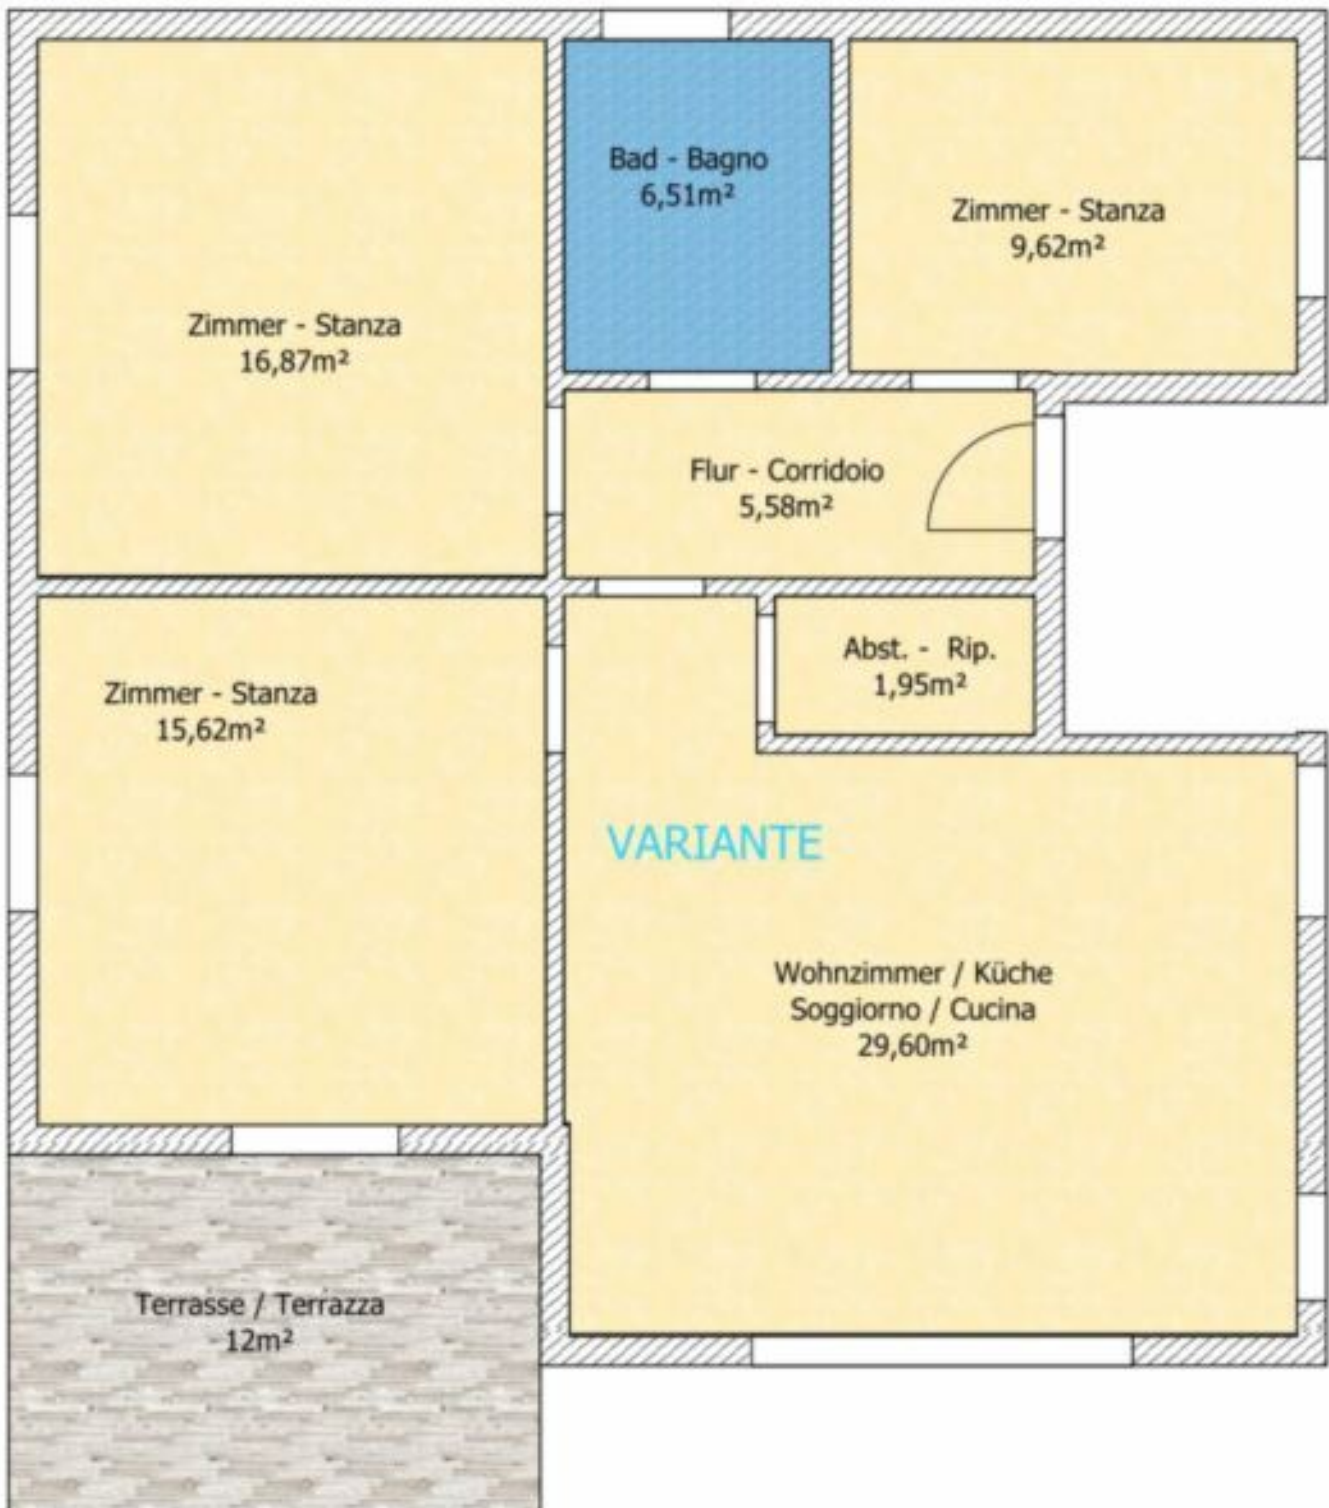 Bad - Bagno
6,51m²
Zimmer - Stanza
9,62m²
Zimmer - Stanza
16,87m²
Flur - Corridoio
5,58m²
Abst. - Rip.
1,95m²
Zimmer - Stanza
15,62m²
VARIANTE
Wohnzimmer / Küche
Soggiorno / Cucina
29,60m²
Terrasse / Terrazza
12m²